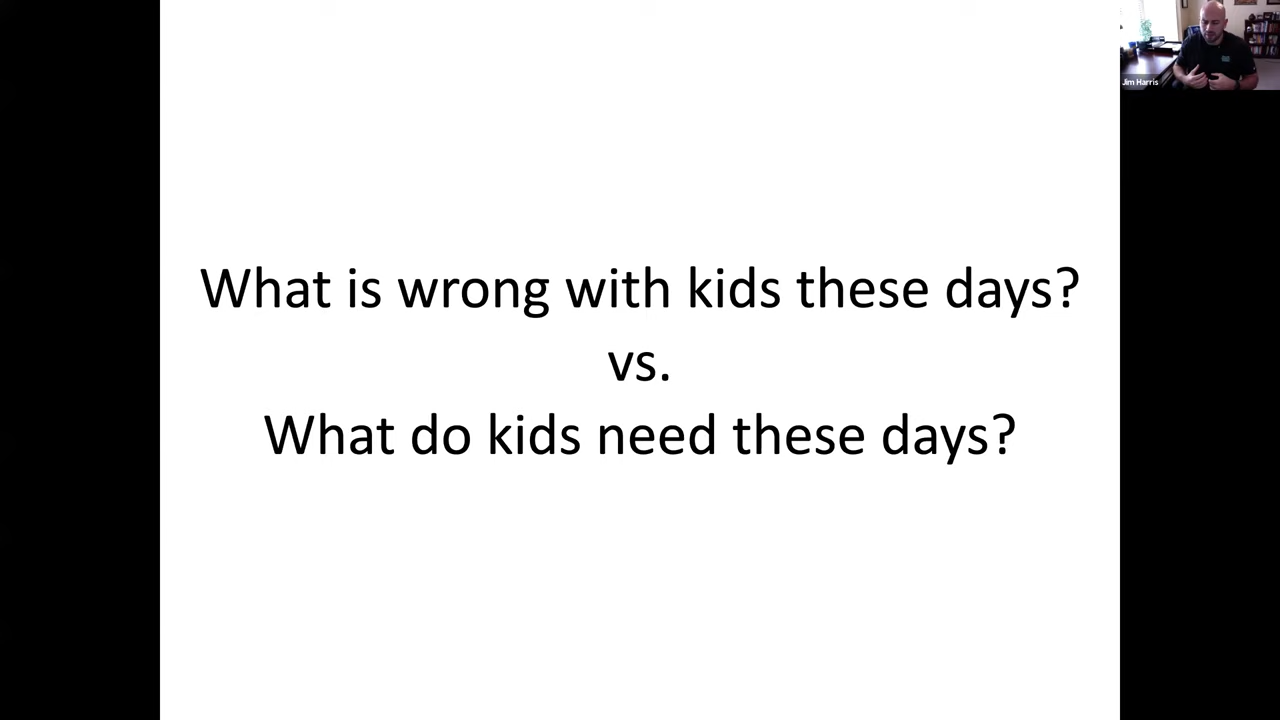 What is wrong with kids these days?
vs.
What do kids need these days?
Jim Harris